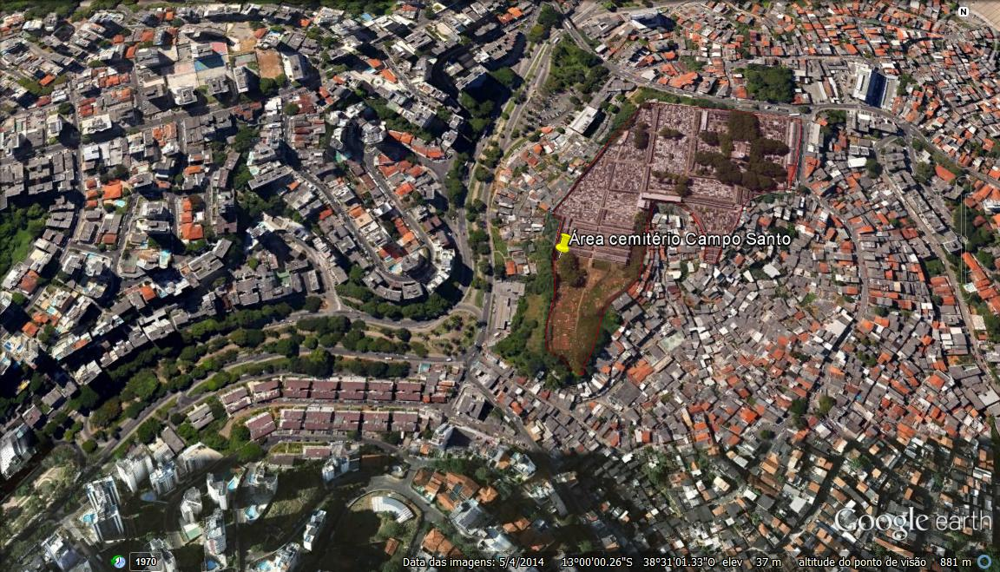 N
Área cemitério Campo Santo
Google earth
1970
Data das imagens: 5/4/2014 13°00'00.26"S 38°31'01.33"O elev 37 m altitude do ponto de visão 881 m